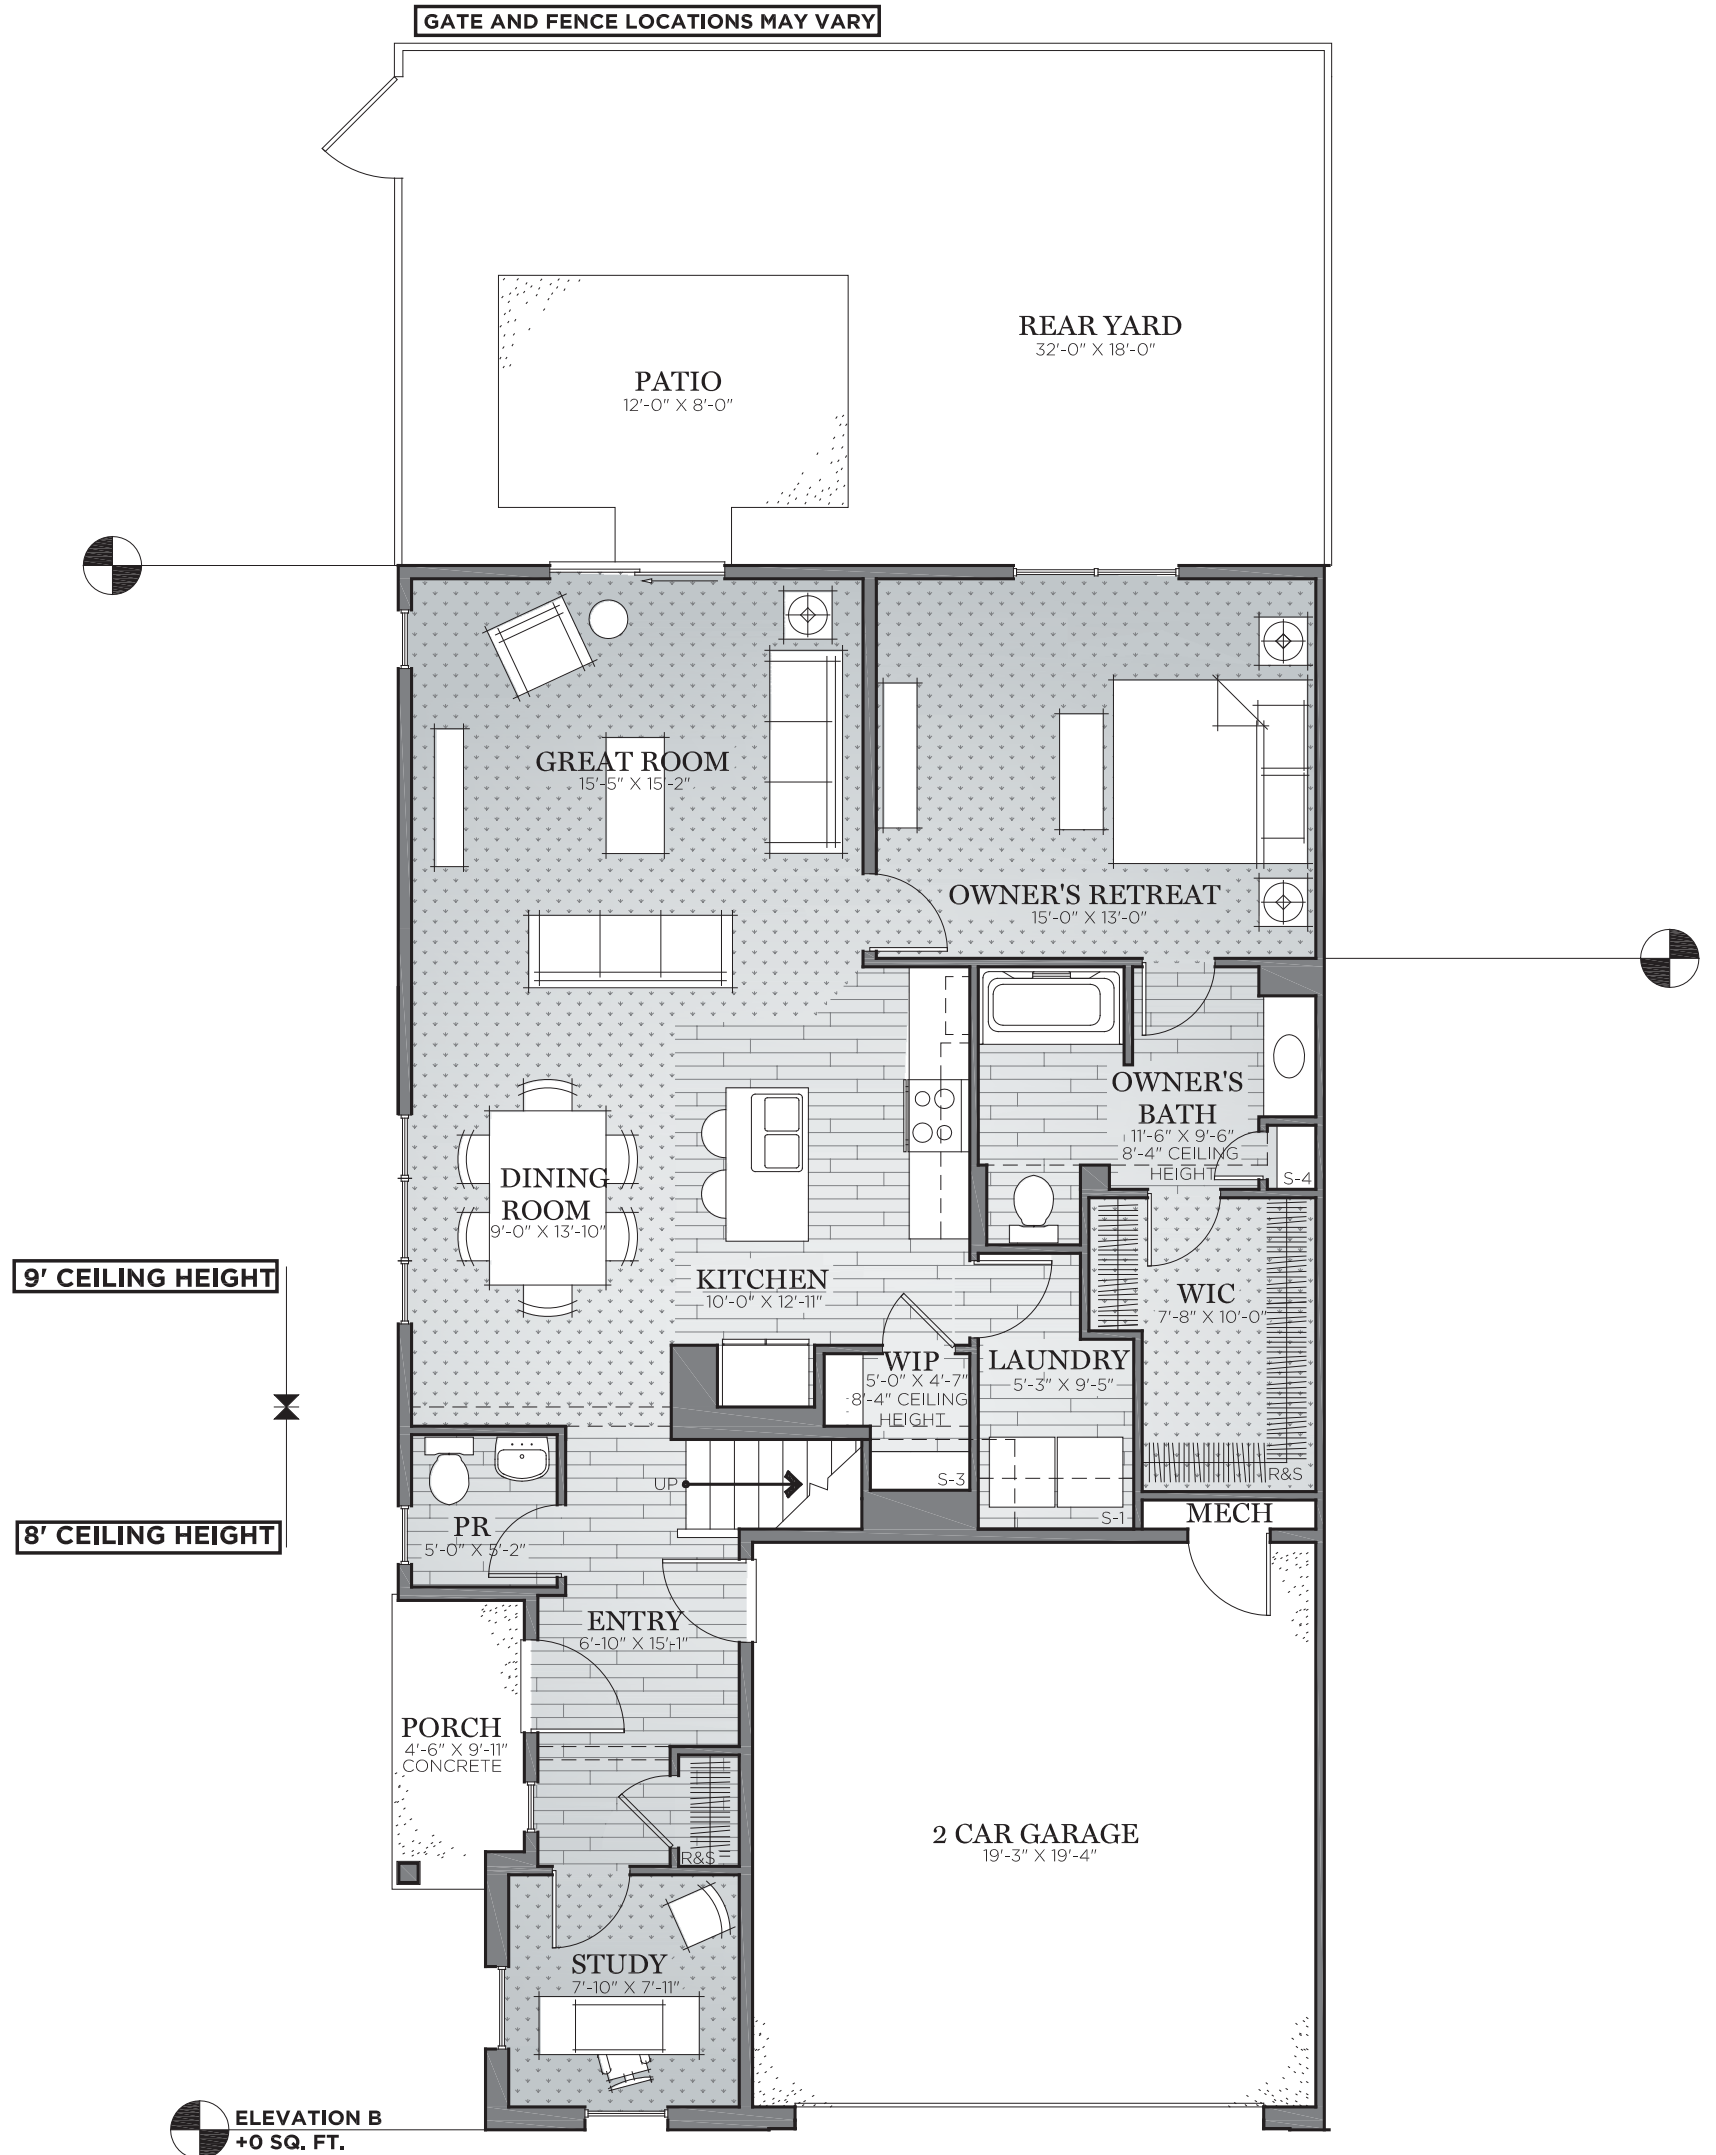 GATE AND FENCE LOCATIONS MAY VARY
REAR YARD
32'-0" X 18'-0"
PATIO
12'-0" X 8'-0"
GREAT ROOM
15'-5" X 15'-2"
OWNER'S RETREAT
15'-0" X 13'-0"
OWNER'S
BATH
11'-6" X 9'-6"
8'-4" CEILING
HEIGHT
S-4
DINING
ROOM
9'-0" X 13'-10"
9' CEILING HEIGHT
KITCHEN
10'-0" X 12'-11"
WIC
7'-8" X 10'-0"
R&S
WIP
5'-0" X 4'-7"
8'-4" CEILING
HEIGHT
S-3
LAUNDRY
5'-3" X 9'-5"
S-1
UP
MECH
8' CEILING HEIGHT
PR
5'-0" X 5'-2"
ENTRY
6'-10" X 15'-1"
PORCH
4'-6" X 9'-11"
CONCRETE
R&S
2 CAR GARAGE
19'-3" X 19'-4"
STUDY
7'-10" X 7'-11"
ELEVATION B
+0 SQ. FT.